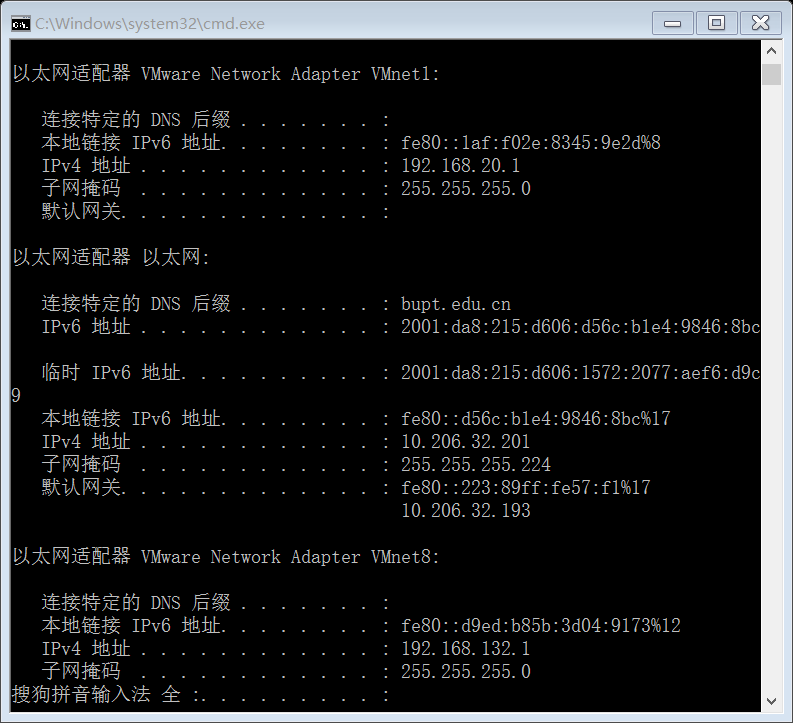 C:\Windows\system32\cmd.exe
以太网适配器 VMware Network Adapter VMnet1:
连接特定的 DNS 后缀 . . . . . . . :
本地链接 IPv6 地址. . . . . . . . : fe80::1af:f02e:8345:9e2d%8
IPv4 地址 . . . . . . . . . . . . : 192.168.20.1
子网掩码  . . . . . . . . . . . . : 255.255.255.0
默认网关. . . . . . . . . . . . . :
以太网适配器 以太网:
连接特定的 DNS 后缀 . . . . . . . : bupt.edu.cn
IPv6 地址 . . . . . . . . . . . . : 2001:da8:215:d606:d56c:b1e4:9846:8bc
临时 IPv6 地址. . . . . . . . . . : 2001:da8:215:d606:1572:2077:aef6:d9c
9
本地链接 IPv6 地址. . . . . . . . : fe80::d56c:b1e4:9846:8bc%17
IPv4 地址 . . . . . . . . . . . . : 10.206.32.201
子网掩码  . . . . . . . . . . . . : 255.255.255.224
默认网关. . . . . . . . . . . . . : fe80::223:89ff:fe57:f1%17
10.206.32.193
以太网适配器 VMware Network Adapter VMnet8:
连接特定的 DNS 后缀 . . . . . . . :
本地链接 IPv6 地址. . . . . . . . : fe80::d9ed:b85b:3d04:9173%12
IPv4 地址 . . . . . . . . . . . . : 192.168.132.1
子网掩码  . . . . . . . . . . . . : 255.255.255.0
搜狗拼音输入法 全 :. . . . . . . . . :